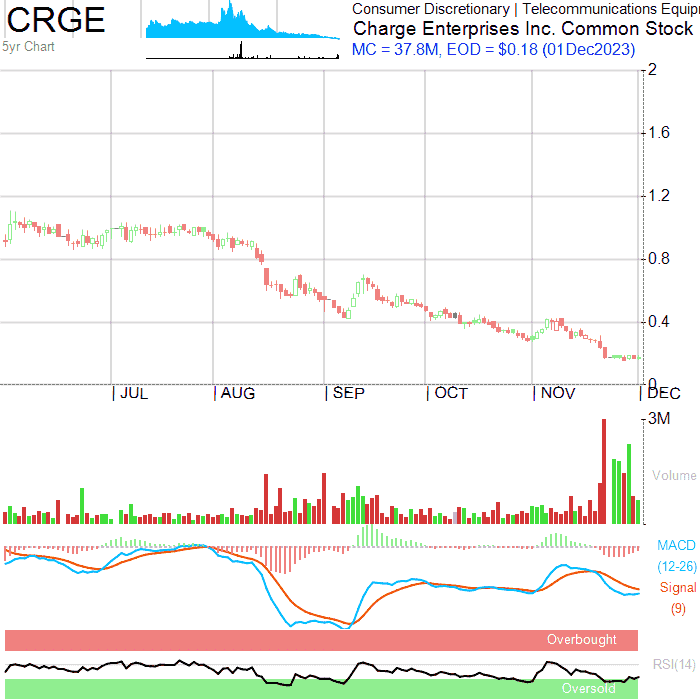 CRGE
5yr Chart
Consumer Discretionary | Telecommunications Equip
Charge Enterprises Inc. Common Stock
MC = 37.8M, EOD = $0.18 (01Dec2023)
2
1.6
1.2
0.8
0.4
0
| JUL | AUG | SEP | OCT | NOV | DEC
3M
Volume
MACD
(12-26)
Signal
(9)
Overbought
RSI(14)
Oversold